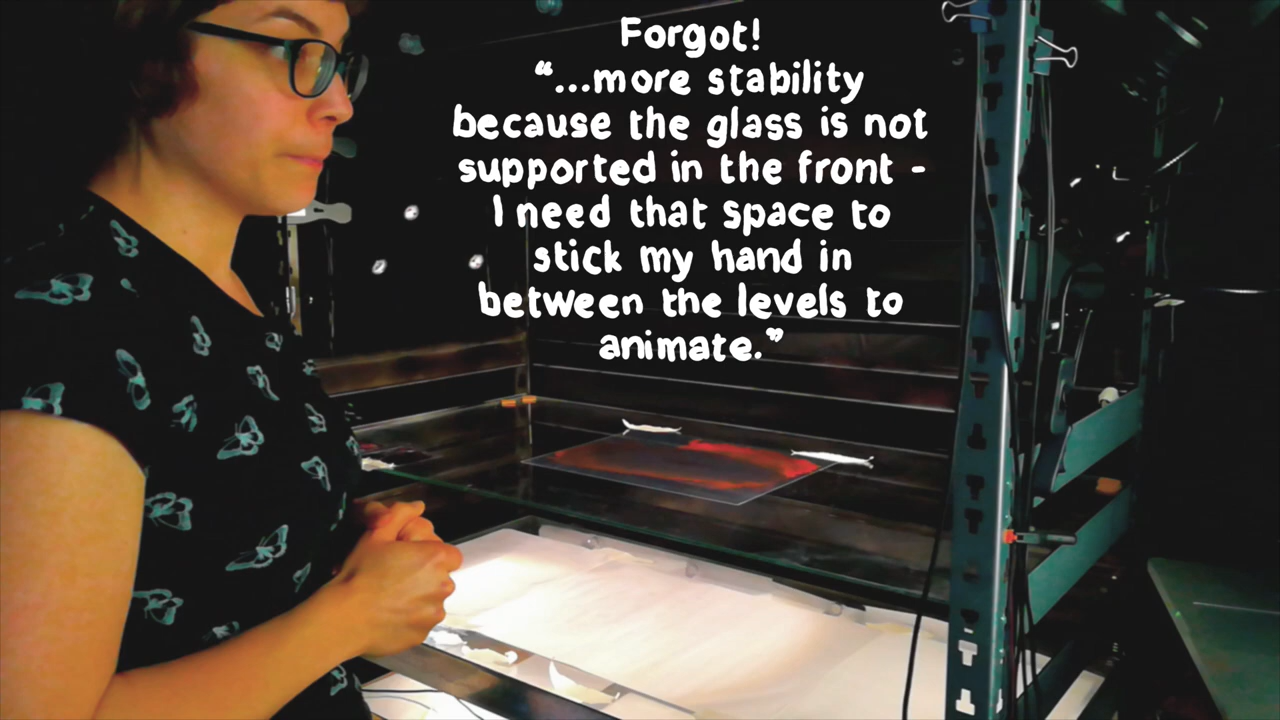 Forgot!
“...more stability
because the glass is not
supported in the front -
I need that space to
stick my hand in
between the levels to
animate.”